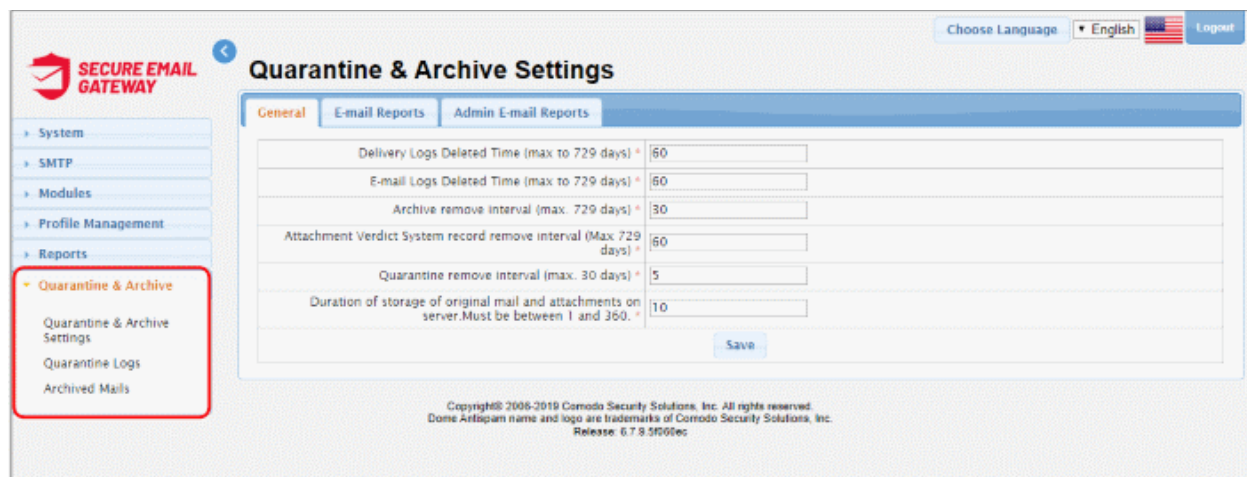 Choose Language
English
Logout
SECURE EMAIL
GATEWAY
Quarantine & Archive Settings
General
E-mail Reports
Admin E-mail Reports
System
SMTP
Modules
Profile Management
Reports
Quarantine & Archive
Quarantine & Archive
Settings
Quarantine Logs
Archived Mails
Delivery Logs Deleted Time (max to 729 days) * 60
E-mail Logs Deleted Time (max to 729 days) * 60
Archive remove interval (max. 729 days) * 30
Attachment Verdict System record remove interval (Max 729
days) * 60
Quarantine remove interval (max. 30 days) * 5
Duration of storage of original mail and attachments on
server.Must be between 1 and 360. * 10
Save
Copyright© 2006-2019 Comodo Security Solutions, Inc. All rights reserved.
Dome Antispam name and logo are trademarks of Comodo Security Solutions, Inc.
Release: 6.7.9.5f060ec